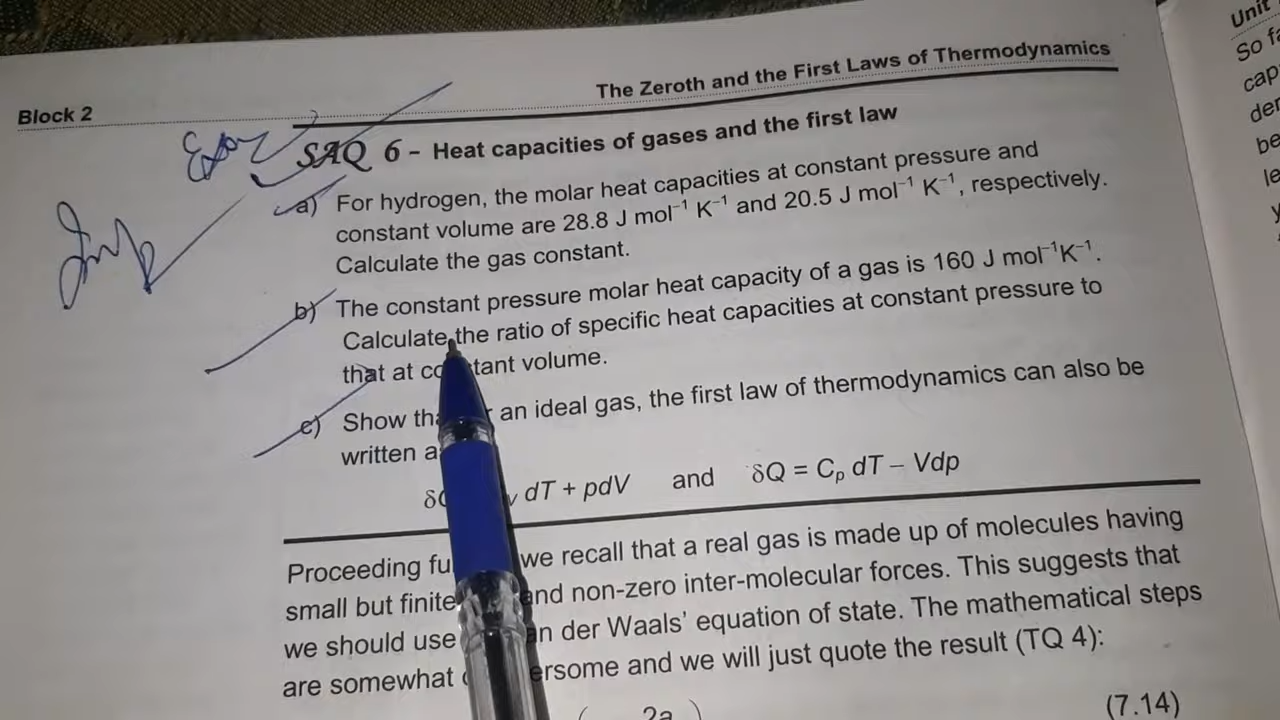 Block 2
The Zeroth and the First Laws of Thermodynamics
SAQ 6 – Heat capacities of gases and the first law
a) For hydrogen, the molar heat capacities at constant pressure and
constant volume are 28.8 J mol⁻¹ K⁻¹ and 20.5 J mol⁻¹ K⁻¹, respectively.
Calculate the gas constant.
b) The constant pressure molar heat capacity of a gas is 160 J mol⁻¹K⁻¹.
Calculate the ratio of specific heat capacities at constant pressure to
that at co tant volume.
c) Show tha an ideal gas, the first law of thermodynamics can also be
written a
δ dT + pdV and δQ = Cₚ dT – Vdp
Proceeding fu we recall that a real gas is made up of molecules having
small but finite and non-zero inter-molecular forces. This suggests that
we should use an der Waals' equation of state. The mathematical steps
are somewhat ersome and we will just quote the result (TQ 4):
2a
(7.14)
Unit
So fa
cap
der
be
le
y
Imp